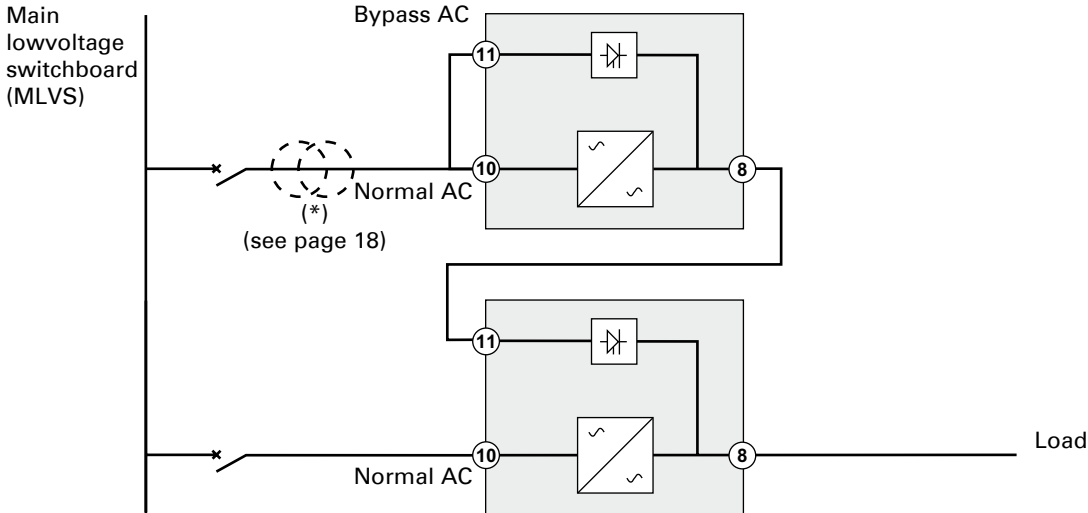 Main
lowvoltage
switchboard
(MLVS)
Bypass AC
11
10
8
Normal AC
(*)
(see page 18)
11
10
8
Normal AC
Load